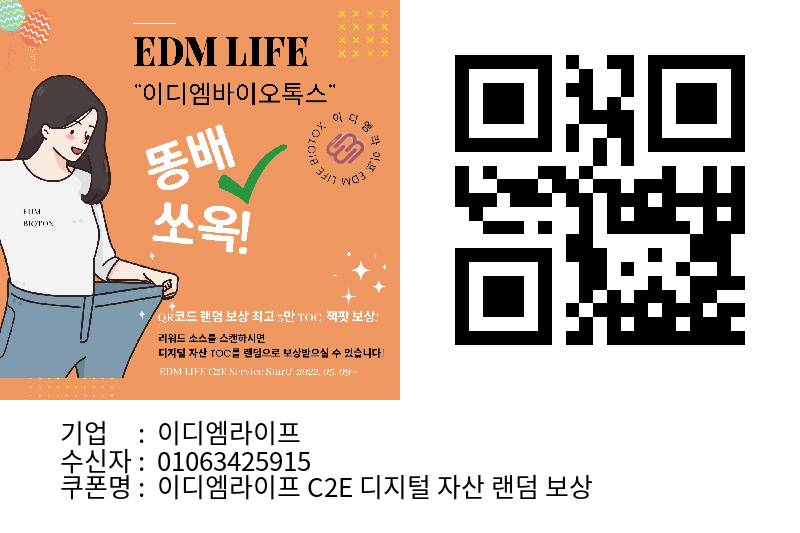 EDM LIFE
"이디엠바이오톡스"
똥배
쏘옥!
이디엠라이프 EDM LIFE BIOTOX
EDM
BIOTOX
QR코드 랜덤 보상 최고 5만 TOC 잭팟 보상!
리워드 소스를 스캔하시면
디지털 자산 TOC를 랜덤으로 보상받으실 수 있습니다!
EDM LIFE C2E Service Start! 2022. 05. 09 ~
기업 : 이디엠라이프
수신자 : 01063425915
쿠폰명 : 이디엠라이프 C2E 디지털 자산 랜덤 보상